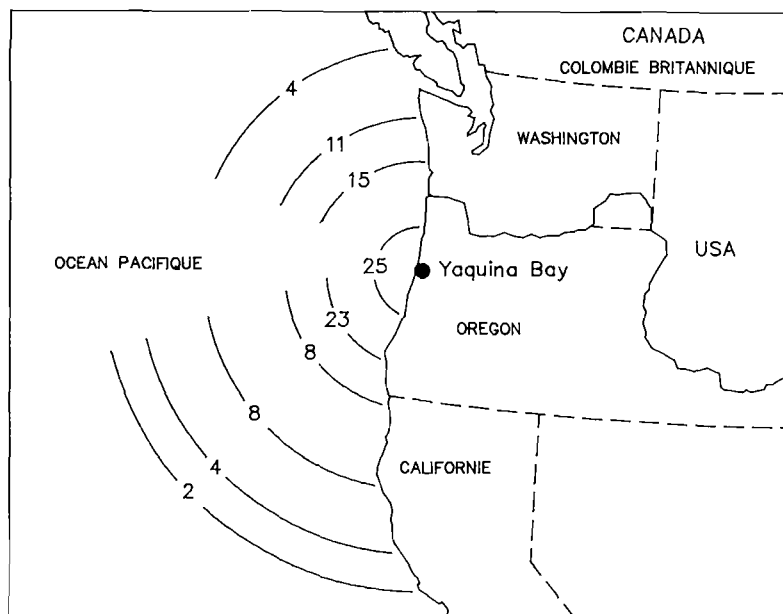 CANADA
COLOMBIE BRITANNIQUE
4
11
WASHINGTON
15
OCEAN PACIFIQUE
25
Yaquina Bay
USA
23
OREGON
8
8
4
CALIFORNIE
2